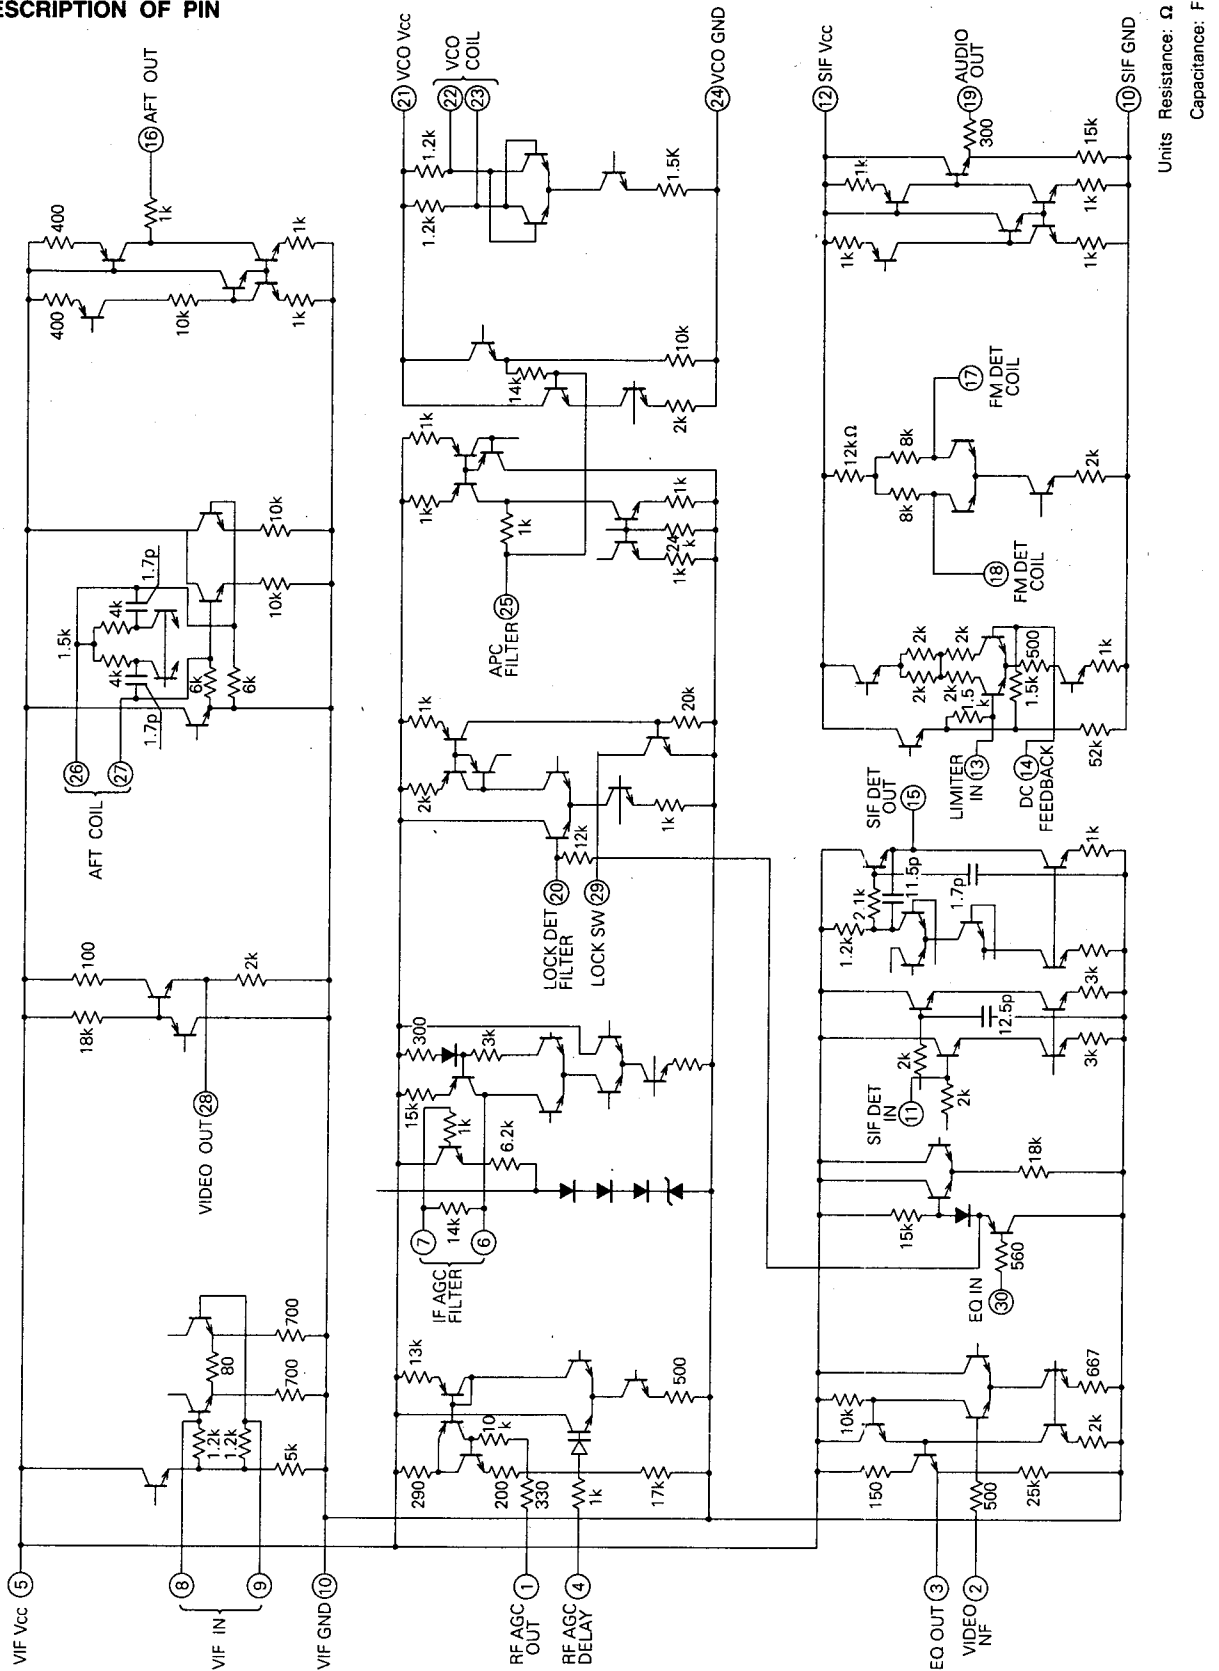 ESCRIPTION OF PIN
VIF Vcc 5
8
VIF IN
9
VIF GND 10
5k
1.2k
1.2k
80
700
700
VIDEO OUT 28
18k
100
2k
AFT COIL
26
27
1.7p
4k
1.5k
4k
1.7p
6k
6k
10k
10k
400
10k
1k
400
1k
1k
16 AFT OUT
RF AGC
OUT
1
RF AGC
DELAY
4
290
200
330
10
k
13k
1k
17k
500
IF AGC
FILTER
7
6
14k
15k
1k
6.2k
300
3k
LOCK DET
FILTER
20
LOCK SW 29
12k
2k
1k
1k
20k
APC
FILTER
25
1k
1k
1k
1k
24
k
1k
14k
2k
10k
1.2k
1.2k
1.5K
21 VCO Vcc
22
23
VCO
COIL
24 VCO GND
EQ OUT 3
VIDEO
NF
2
150
10k
500
25k
2k
667
EQ IN
30
560
15k
18k
SIF DET
IN
11
2k
2k
12.5p
3k
3k
1.2k
2.1k
11.5p
1.7p
1k
SIF DET
OUT
15
LIMITER
IN 13
DC 14
FEEDBACK
2k
2k
2k
2k
1.5
k
1.5k
500
52k
1k
18
FM DET
COIL
17
FM DET
COIL
12kΩ
8k
8k
2k
1k
1k
1k
1k
15k
300
12 SIF Vcc
19 AUDIO
OUT
10 SIF GND
Units Resistance: Ω
Capacitance: F